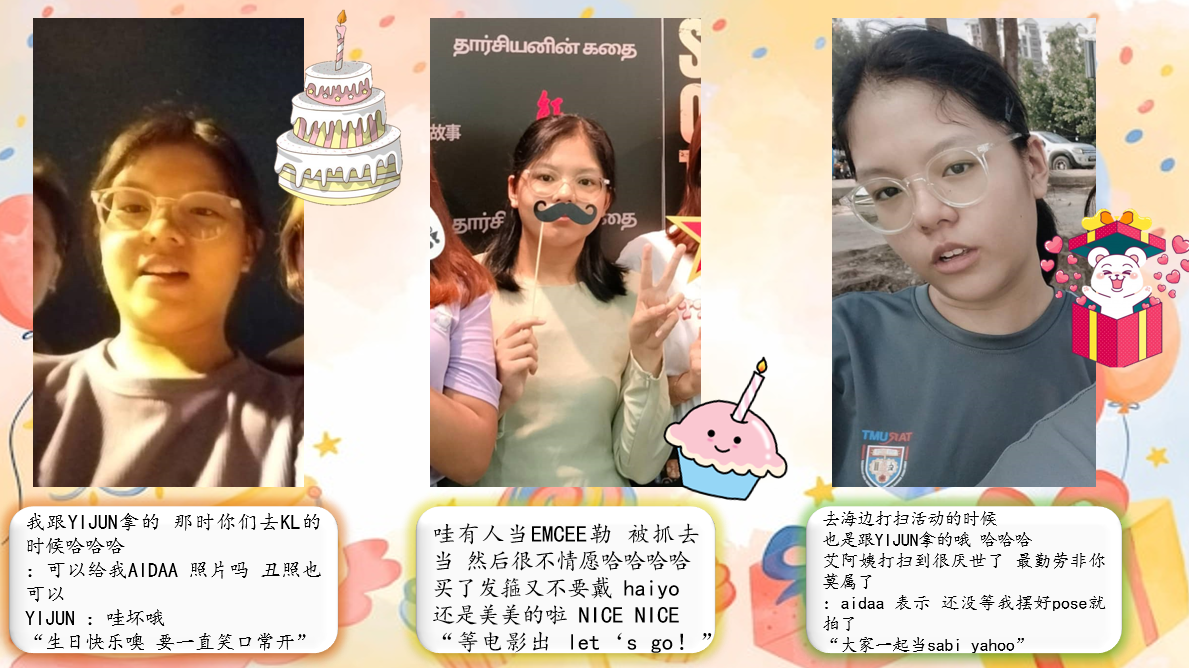 தார்சியனின் கதை
紅
故事
தார்சி
கதை
TARUMT
我跟YIJUN拿的 那时你们去KL的
时候哈哈哈
：可以给我AIDAA 照片吗 丑照也
可以
YIJUN ：哇坏哦
“生日快乐噢 要一直笑口常开”
哇有人当EMCEE勒 被抓去
当 然后很不情愿哈哈哈哈
买了发箍又不要戴 haiyo
还是美美的啦 NICE NICE
“等电影出 let‘s go！”
去海边打扫活动的时候
也是跟YIJUN拿的哦 哈哈哈
艾阿姨打扫到很厌世了 最勤劳非你
莫属了
：aidaa 表示 还没等我摆好pose就
拍了
“大家一起当sabi yahoo”